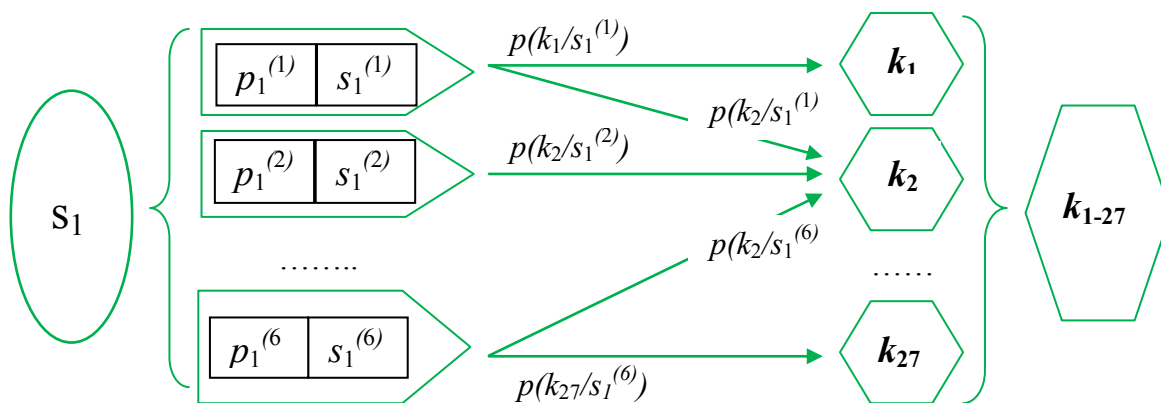 p(k₁/s₁⁽¹⁾)
p₁⁽¹⁾ s₁⁽¹⁾
k₁
p(k₂/s₁⁽¹⁾
p(k₂/s₁⁽²⁾)
p₁⁽²⁾ s₁⁽²⁾
k₂
s₁
k₁₋₂₇
p(k₂/s₁⁽⁶⁾
........
......
p₁⁽⁶ s₁⁽⁶⁾
k₂₇
p(k₂₇/s₁⁽⁶⁾)